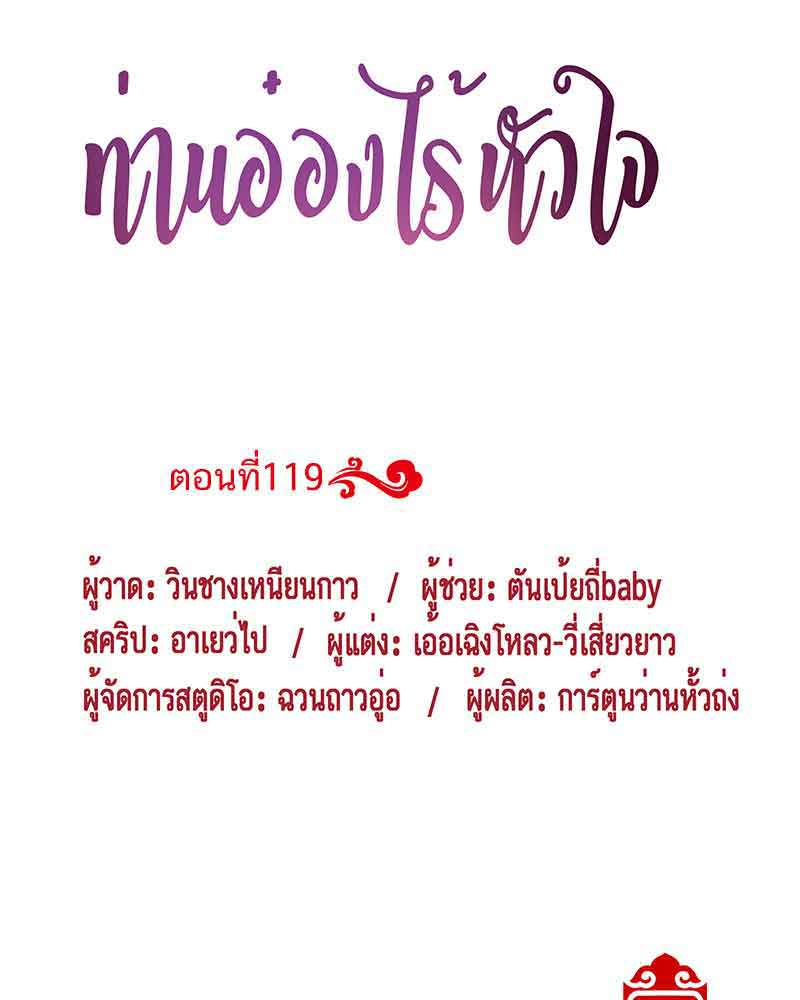 ท่านอ๋องไร้หัวใจ
ตอนที่119
ผู้วาด: วินชางเหนียนกาว / ผู้ช่วย: ตันเป้ยถี่baby
สคริป: อาเยว่ไป / ผู้แต่ง: เอ้อเฉิงโหลว-วี่เสี่ยวยาว
ผู้จัดการสตูดิโอ: ฉวนถาวอู่อ / ผู้ผลิต: การ์ตูนว่านหั้วถ่ง